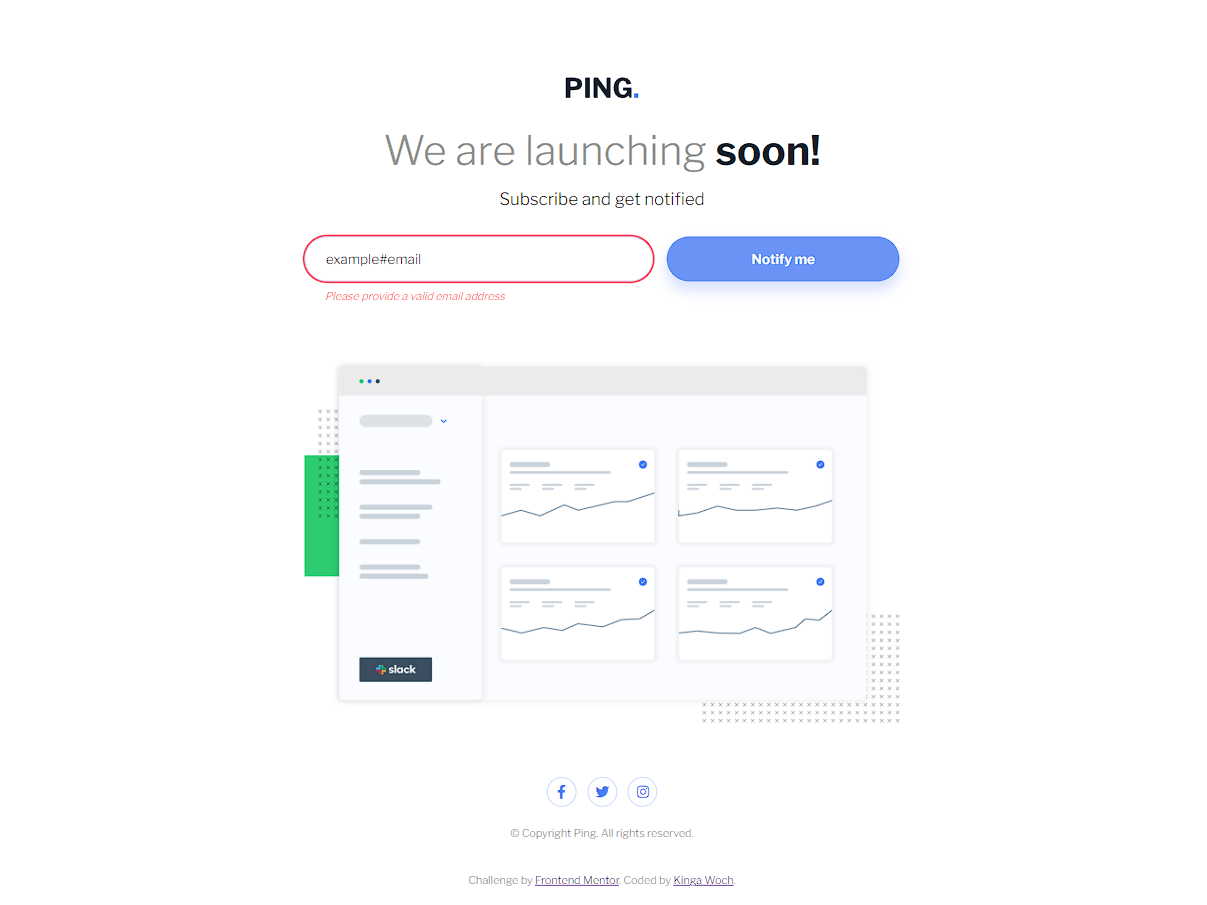 PING.
We are launching soon!
Subscribe and get notified
example#email
Notify me
Please provide a valid email address
slack
© Copyright Ping. All rights reserved.
Challenge by Frontend Mentor. Coded by Kinga Woch.